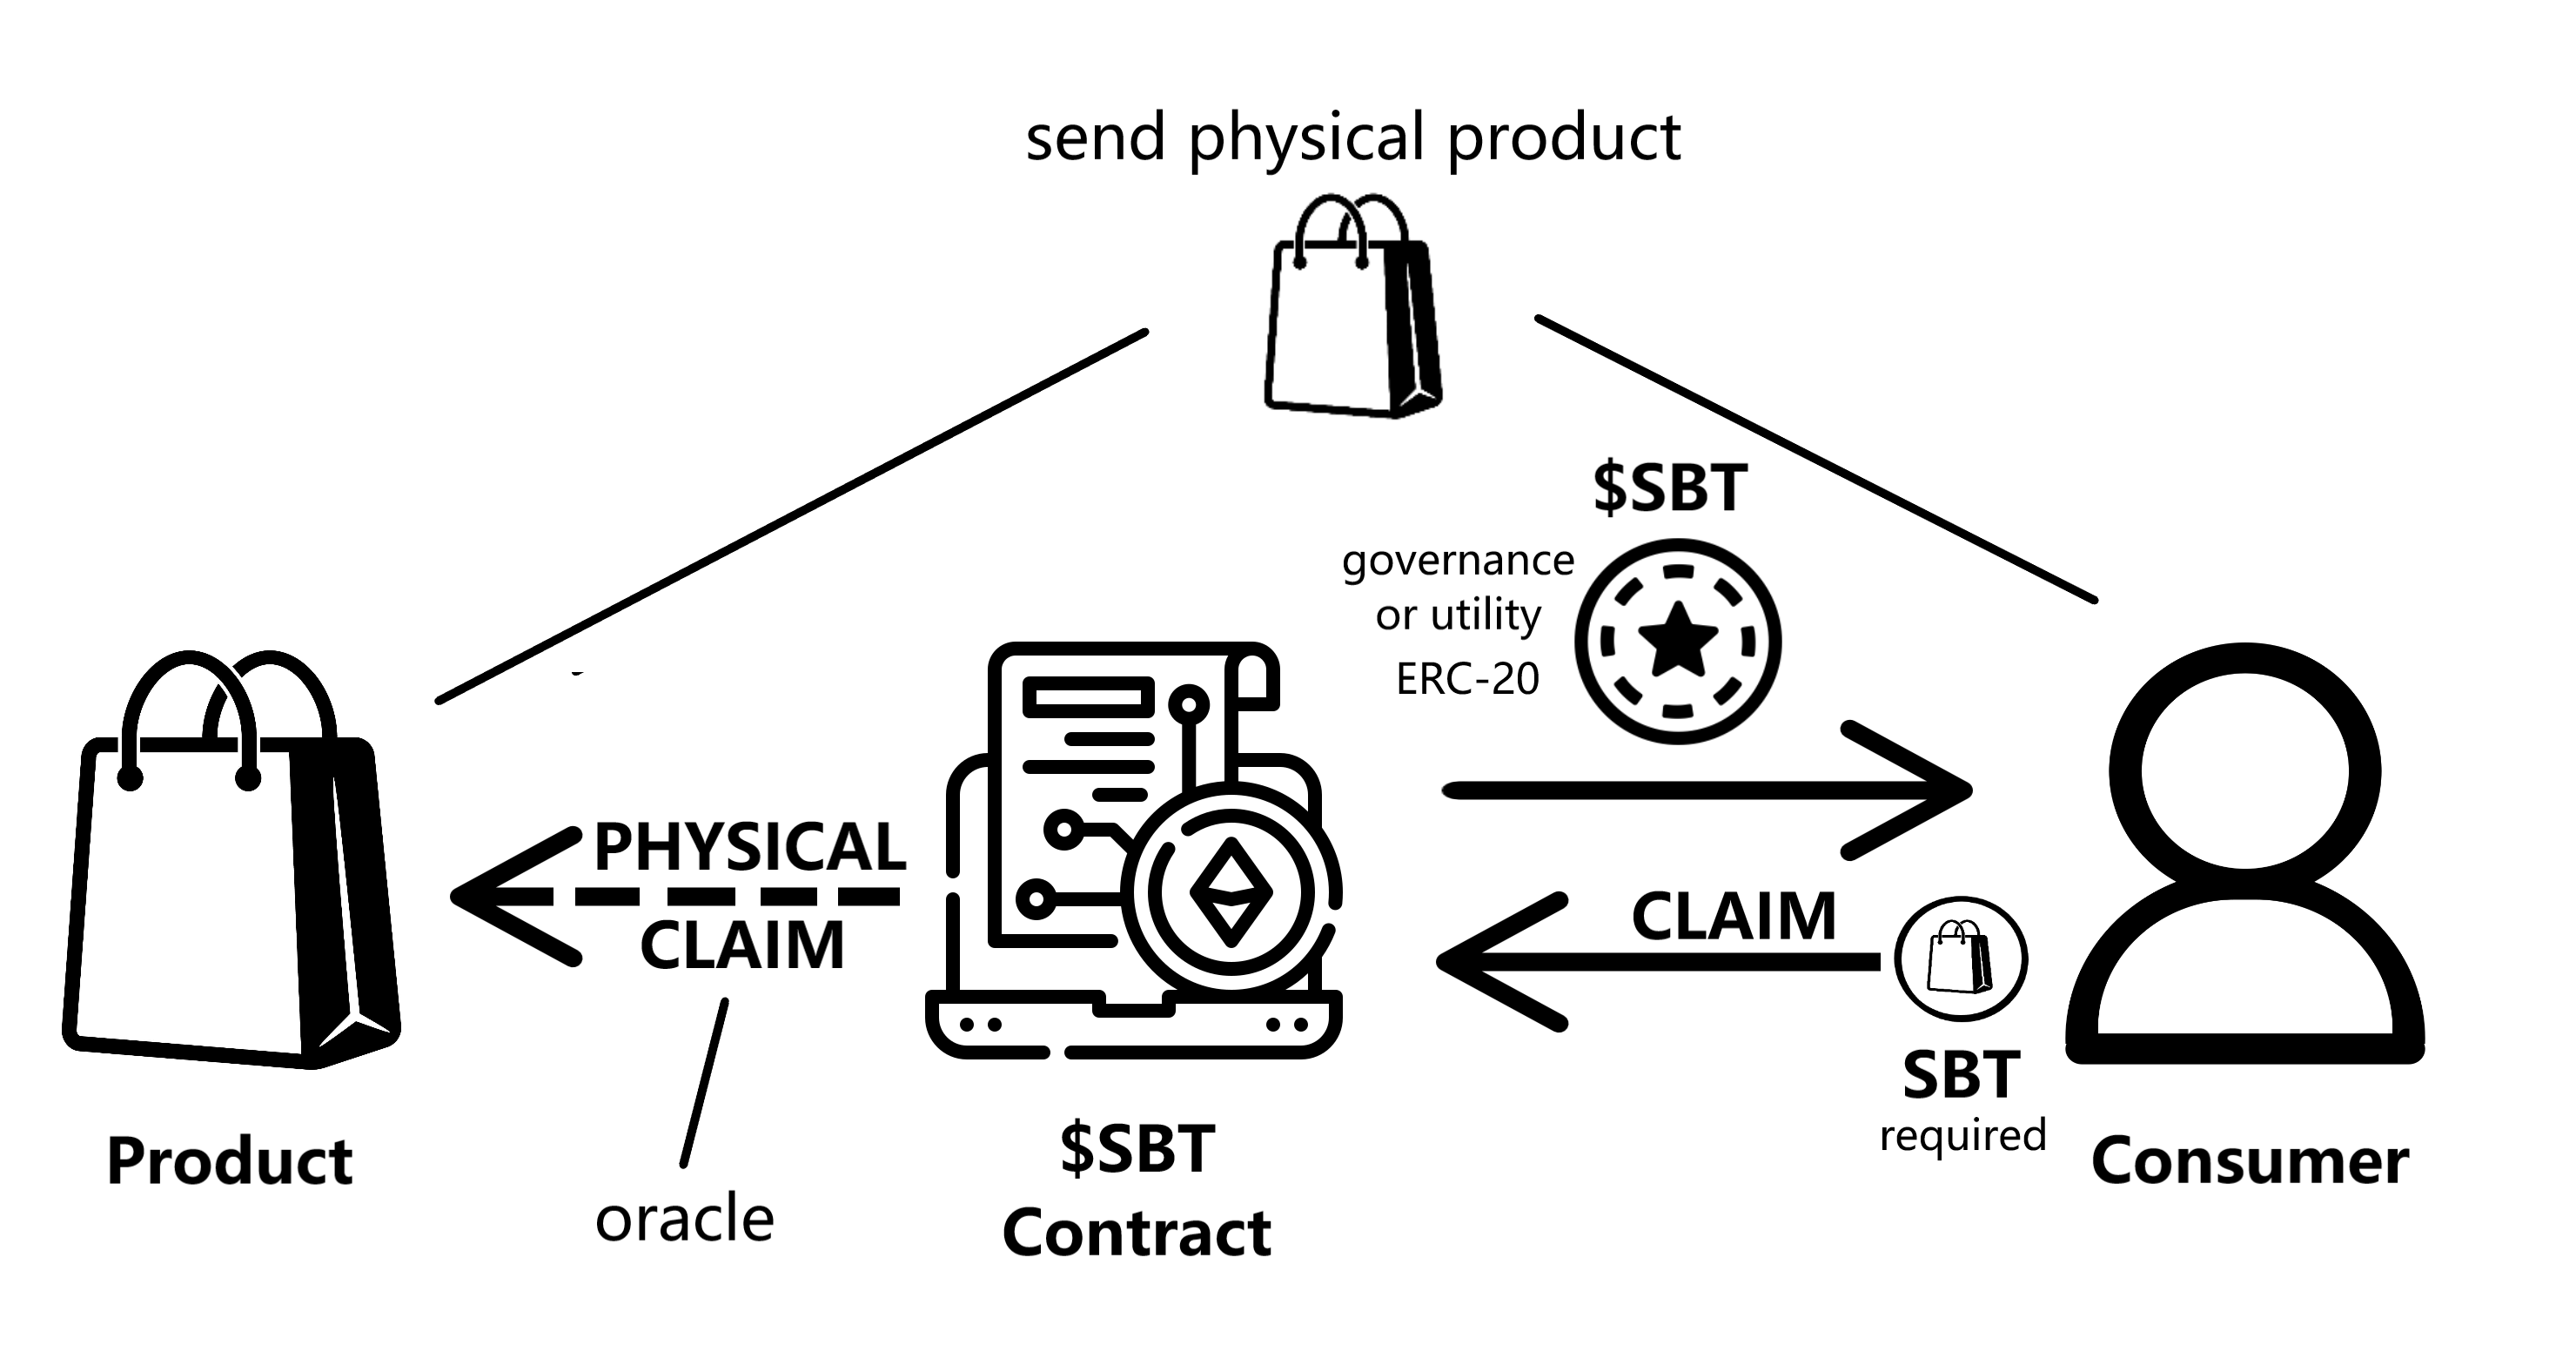 send physical product
$SBT
governance
or utility
ERC-20
PHYSICAL
CLAIM
CLAIM
SBT
required
Product
oracle
$SBT
Contract
Consumer